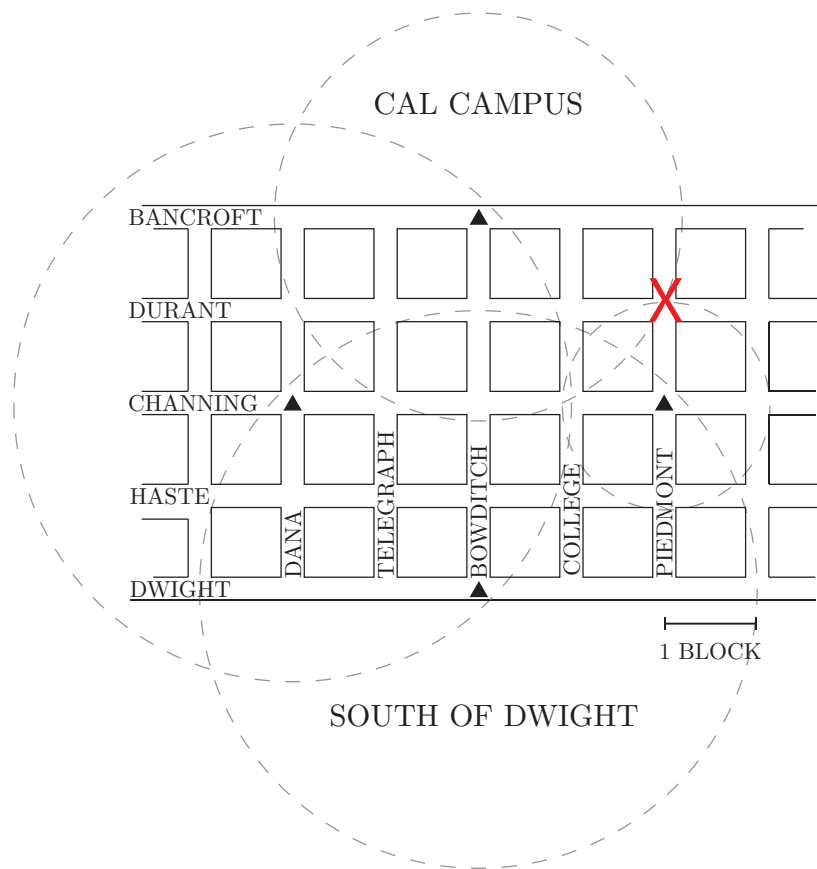 CAL CAMPUS
BANCROFT
DURANT
CHANNING
HASTE
DWIGHT
DANA
TELEGRAPH
BOWDITCH
COLLEGE
PIEDMONT
1 BLOCK
SOUTH OF DWIGHT